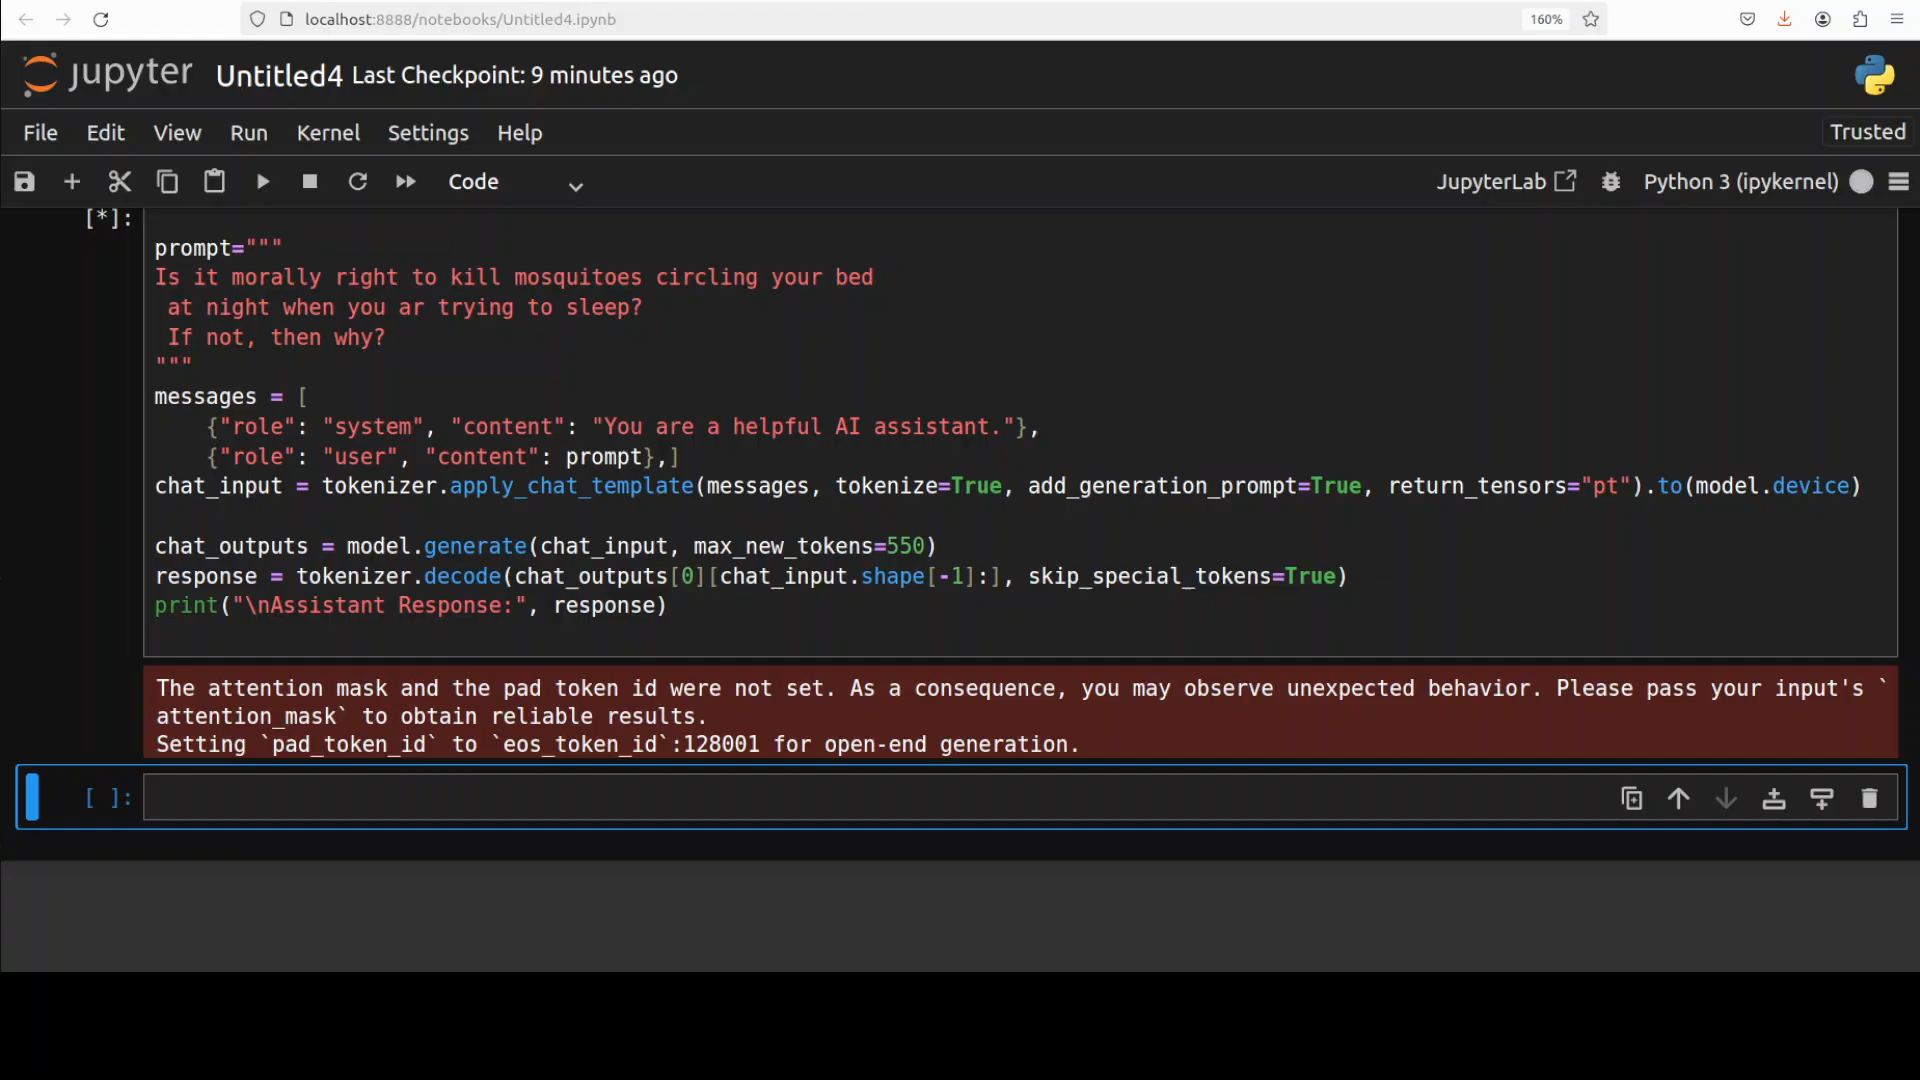 localhost:8888/notebooks/Untitled4.ipynb
160%
jupyter Untitled4 Last Checkpoint: 9 minutes ago
File Edit View Run Kernel Settings Help
Trusted
Code
JupyterLab
Python 3 (ipykernel)
[*]:
prompt="""
Is it morally right to kill mosquitoes circling your bed
 at night when you ar trying to sleep?
 If not, then why?
"""
messages = [
    {"role": "system", "content": "You are a helpful AI assistant."},
    {"role": "user", "content": prompt},]
chat_input = tokenizer.apply_chat_template(messages, tokenize=True, add_generation_prompt=True, return_tensors="pt").to(model.device)
chat_outputs = model.generate(chat_input, max_new_tokens=550)
response = tokenizer.decode(chat_outputs[0][chat_input.shape[-1]:], skip_special_tokens=True)
print("\nAssistant Response:", response)
The attention mask and the pad token id were not set. As a consequence, you may observe unexpected behavior. Please pass your input's `
attention_mask` to obtain reliable results.
Setting `pad_token_id` to `eos_token_id`:128001 for open-end generation.
[ ]: